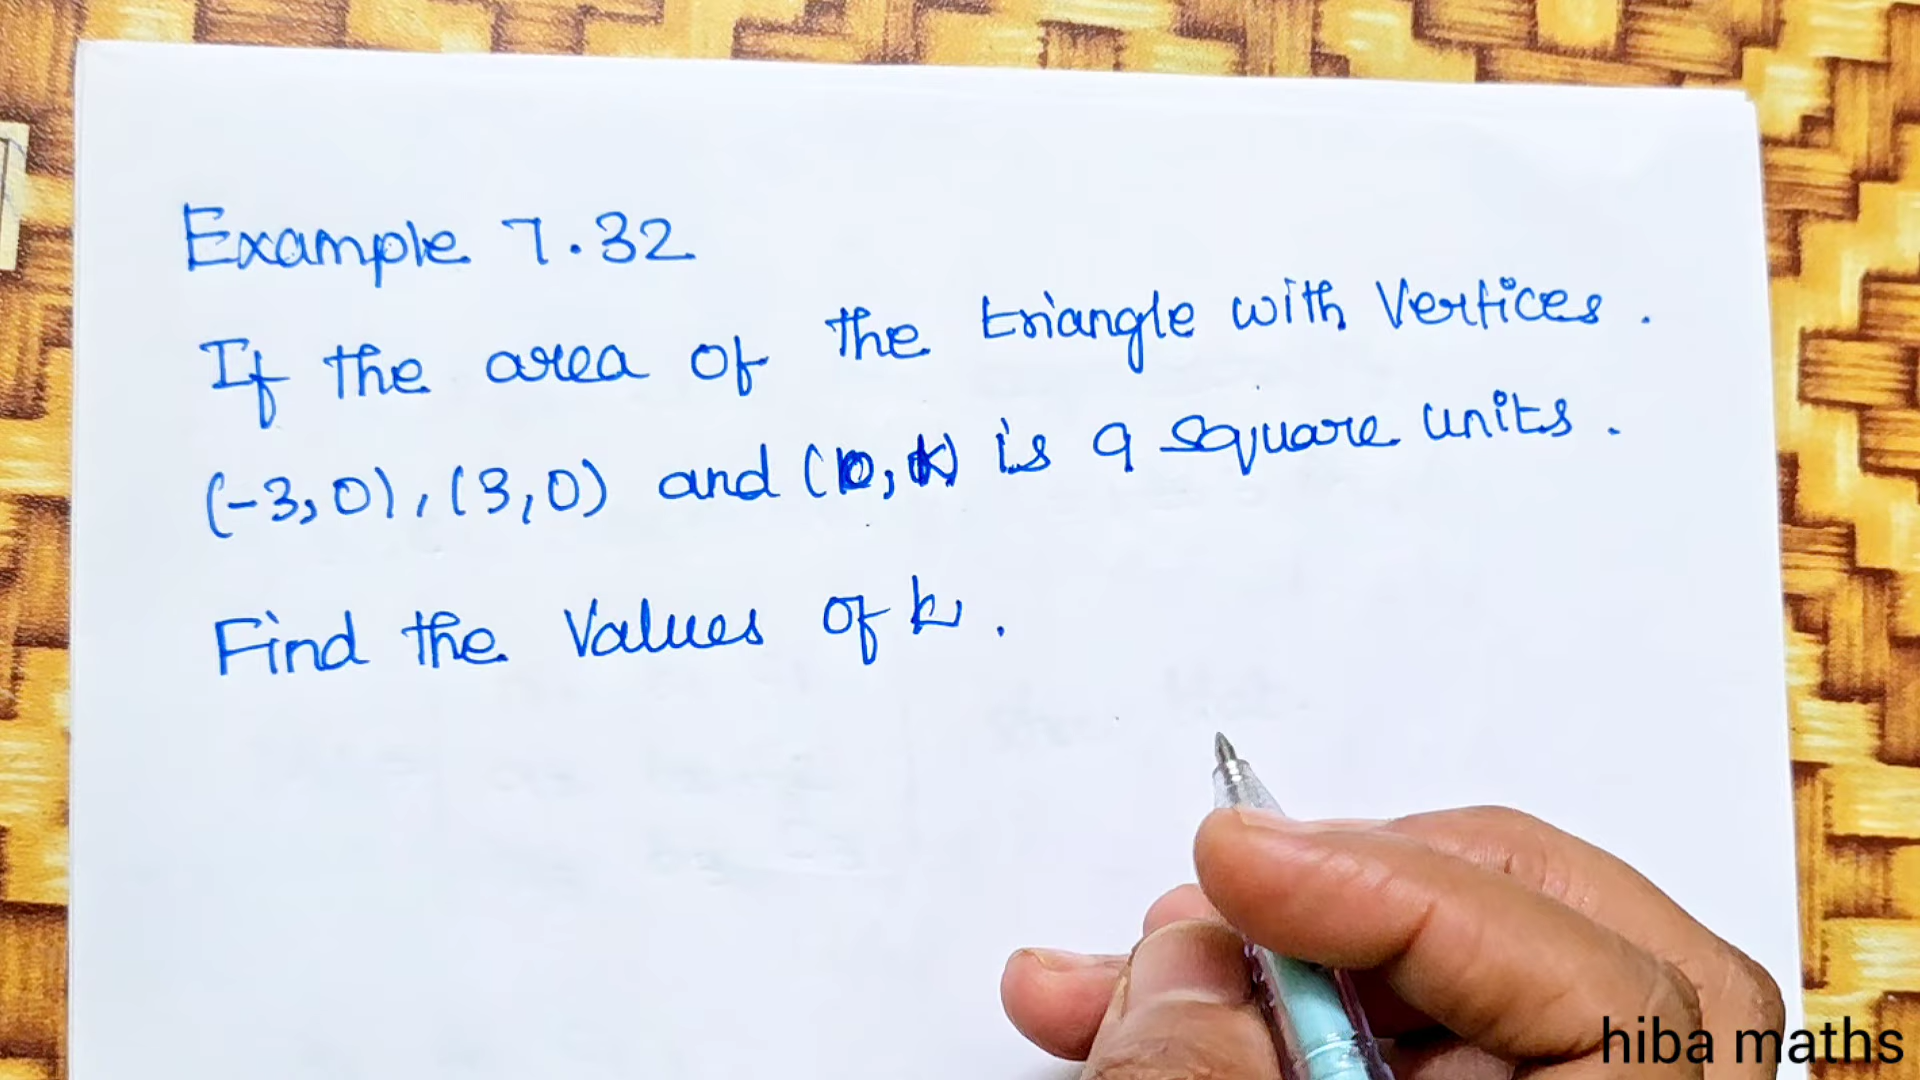 Example 7.32
If the area of the triangle with Vertices.
(-3,0), (3,0) and (0,k) is 9 square units.
Find the Values of k.
hiba maths